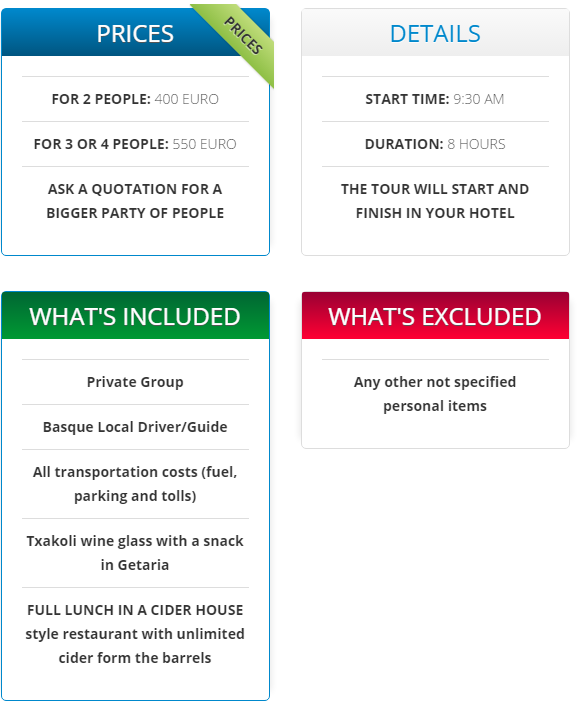 PRICES
PRICES
FOR 2 PEOPLE: 400 EURO
FOR 3 OR 4 PEOPLE: 550 EURO
ASK A QUOTATION FOR A
BIGGER PARTY OF PEOPLE
DETAILS
START TIME: 9:30 AM
DURATION: 8 HOURS
THE TOUR WILL START AND
FINISH IN YOUR HOTEL
WHAT'S INCLUDED
Private Group
Basque Local Driver/Guide
All transportation costs (fuel,
parking and tolls)
Txakoli wine glass with a snack
in Getaria
FULL LUNCH IN A CIDER HOUSE
style restaurant with unlimited
cider form the barrels
WHAT'S EXCLUDED
Any other not specified
personal items